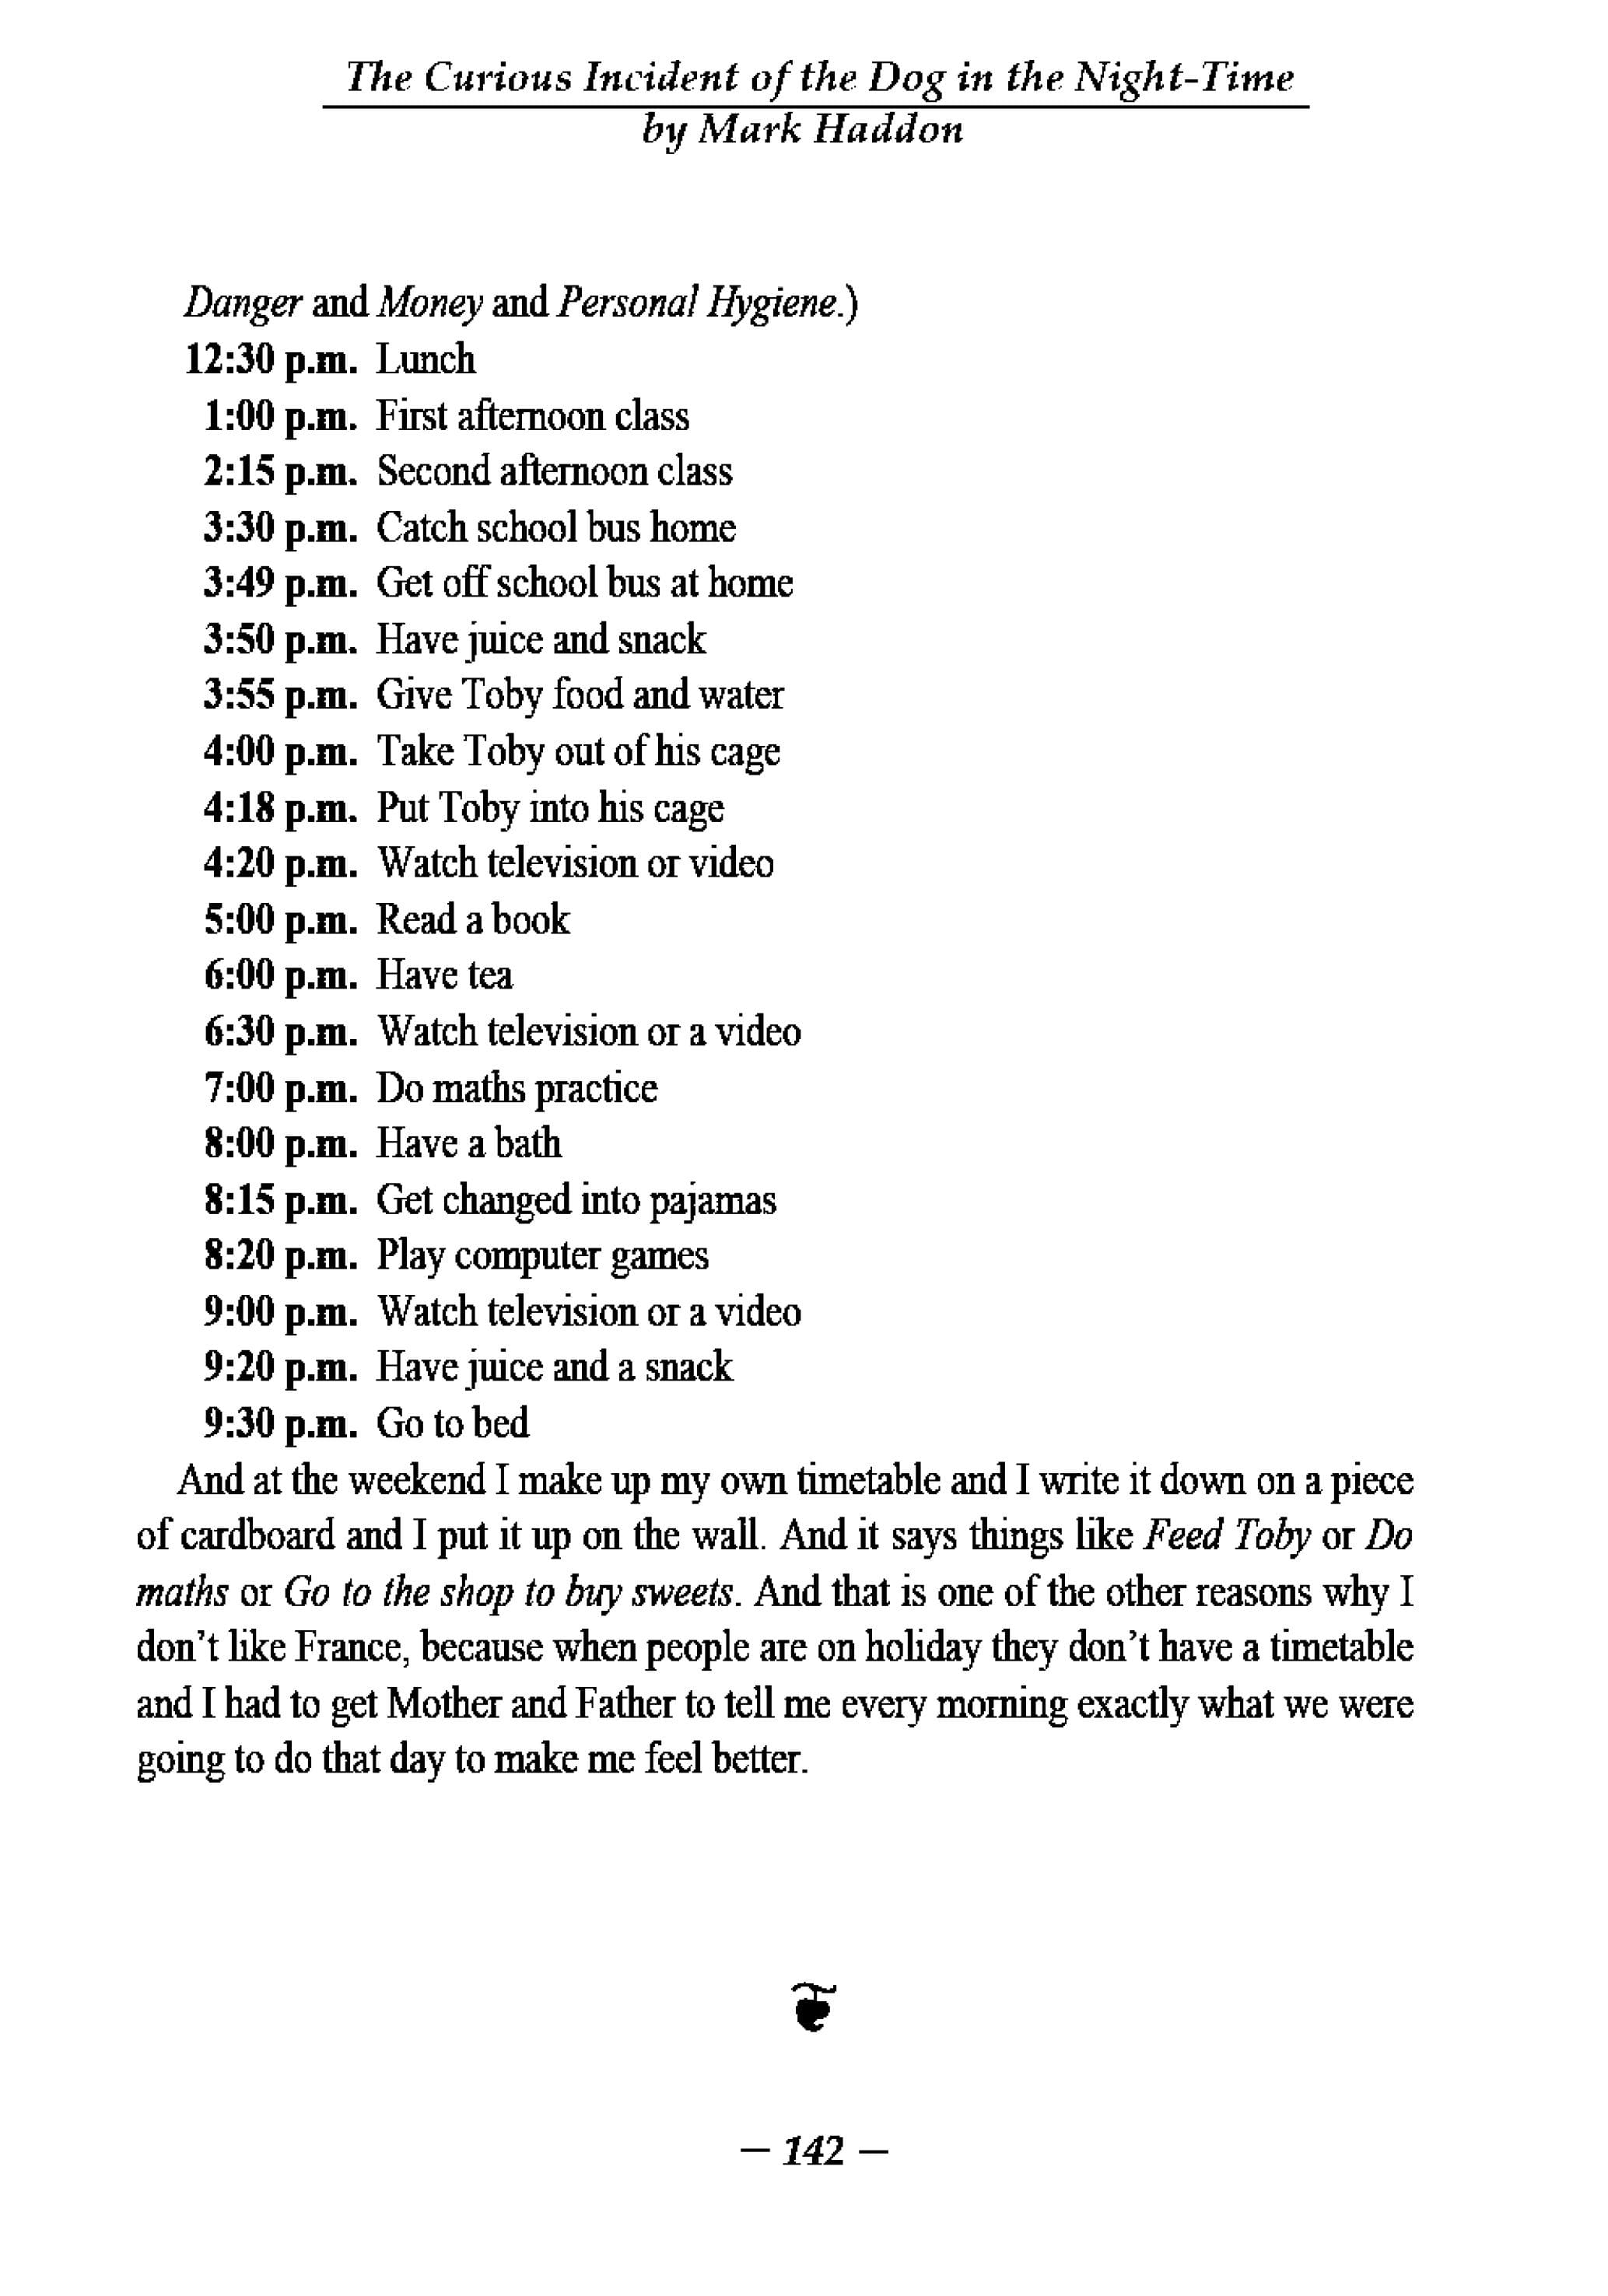 The Curious Incident of the Dog in the Night-Time
by Mark Haddon
Danger and Money and Personal Hygiene.)
12:30 p.m. Lunch
1:00 p.m. First afternoon class
2:15 p.m. Second afternoon class
3:30 p.m. Catch school bus home
3:49 p.m. Get off school bus at home
3:50 p.m. Have juice and snack
3:55 p.m. Give Toby food and water
4:00 p.m. Take Toby out of his cage
4:18 p.m. Put Toby into his cage
4:20 p.m. Watch television or video
5:00 p.m. Read a book
6:00 p.m. Have tea
6:30 p.m. Watch television or a video
7:00 p.m. Do maths practice
8:00 p.m. Have a bath
8:15 p.m. Get changed into pajamas
8:20 p.m. Play computer games
9:00 p.m. Watch television or a video
9:20 p.m. Have juice and a snack
9:30 p.m. Go to bed
And at the weekend I make up my own timetable and I write it down on a piece
of cardboard and I put it up on the wall. And it says things like Feed Toby or Do
maths or Go to the shop to buy sweets. And that is one of the other reasons why I
don't like France, because when people are on holiday they don't have a timetable
and I had to get Mother and Father to tell me every morning exactly what we were
going to do that day to make me feel better.
— 142 —